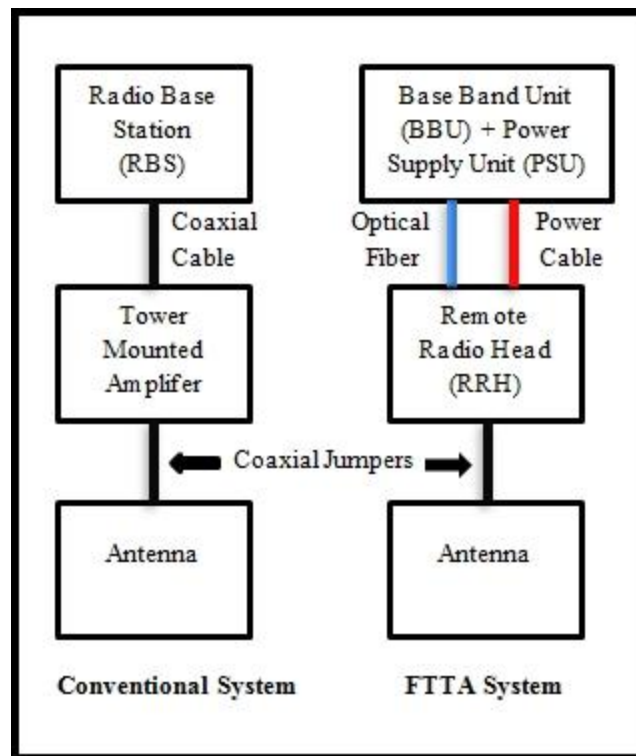 Radio Base
Station
(RBS)
Base Band Unit
(BBU) + Power
Supply Unit (PSU)
Coaxial
Cable
Optical
Fiber
Power
Cable
Tower
Mounted
Amplifer
Remote
Radio Head
(RRH)
Coaxial Jumpers
Antenna
Antenna
Conventional System
FTTA System